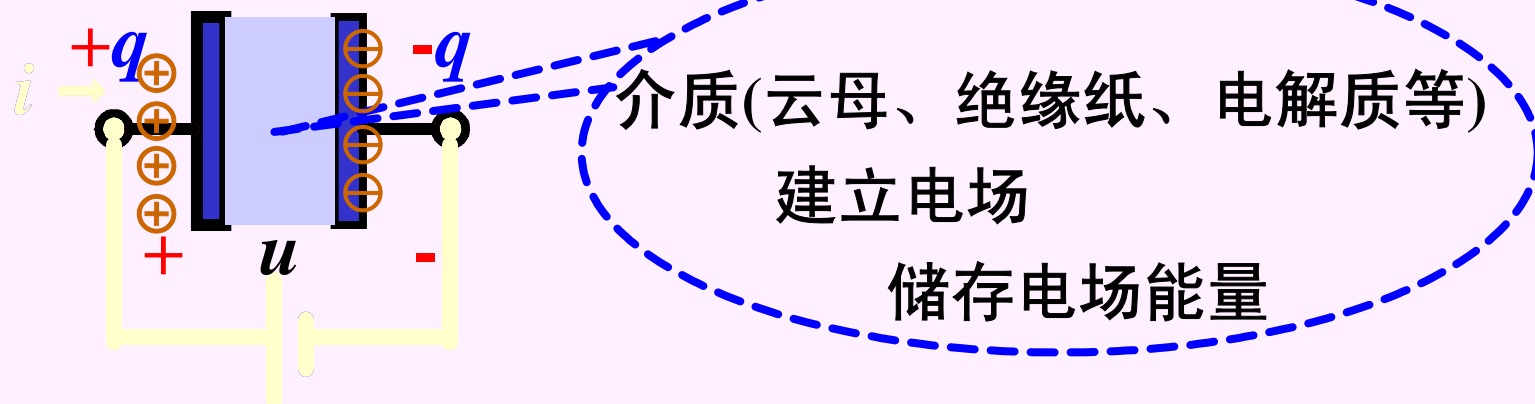 +q -q
i
介质(云母、绝缘纸、电解质等)
建立电场
+ u -
储存电场能量